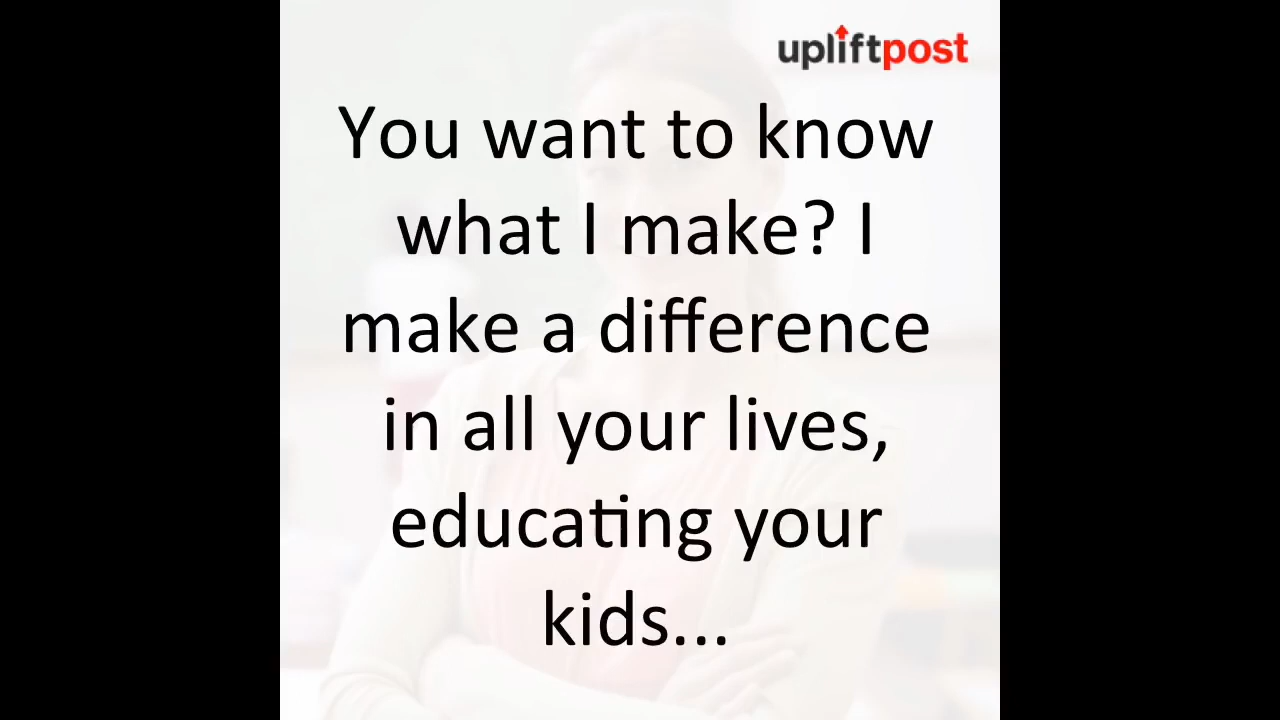 upliftpost
You want to know
what I make? I
make a difference
in all your lives,
educating your
kids...